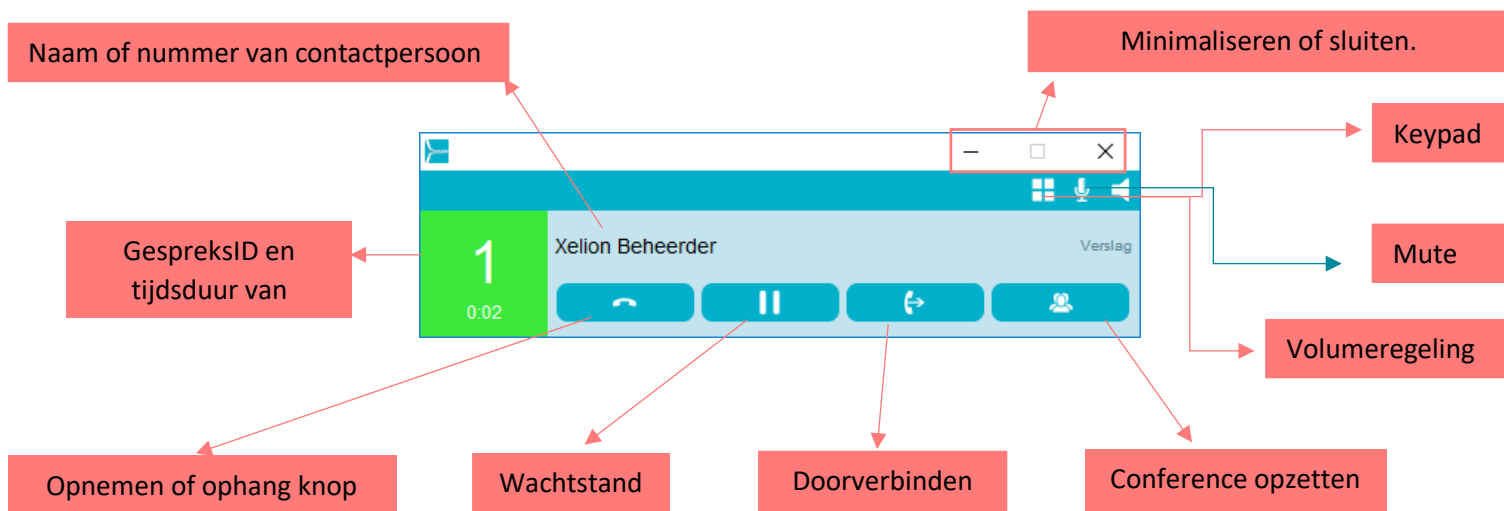 Naam of nummer van contactpersoon
Minimaliseren of sluiten.
Keypad
GespreksID en
tijdsduur van
1
0:02
Xelion Beheerder
Verslag
Mute
Volumeregeling
Opnemen of ophang knop
Wachtstand
Doorverbinden
Conference opzetten